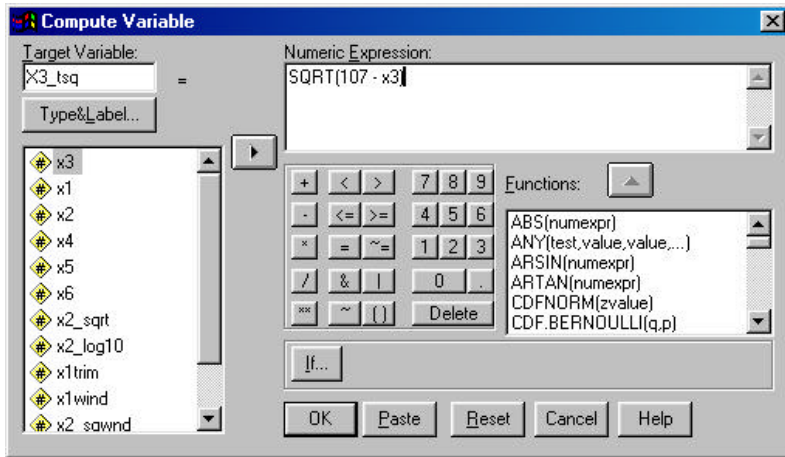 Compute Variable
Target Variable:
X3_tsq
=
Type&Label...
Numeric Expression:
SQRT(107 - x3)
x3
x1
x2
x4
x5
x6
x2_sqrt
x2_log10
x1trim
x1wind
x2_sqwnd
+ < > 7 8 9
- <= >= 4 5 6
* = ~= 1 2 3
/ & | 0 .
** ~ ( ) Delete
Functions:
ABS(numexpr)
ANY(test,value,value,...)
ARSIN(numexpr)
ARTAN(numexpr)
CDFNORM(zvalue)
CDF.BERNOULLI(q,p)
If...
OK Paste Reset Cancel Help